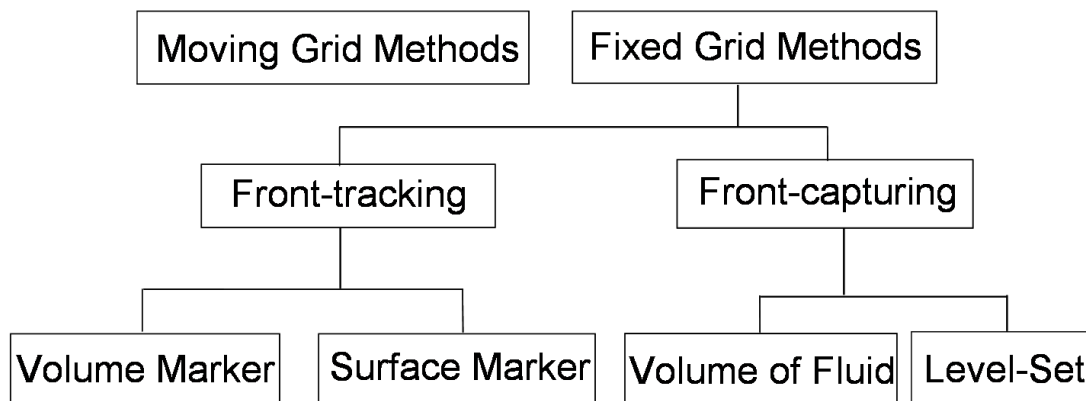 Moving Grid Methods
Fixed Grid Methods
Front-tracking
Front-capturing
Volume Marker
Surface Marker
Volume of Fluid
Level-Set